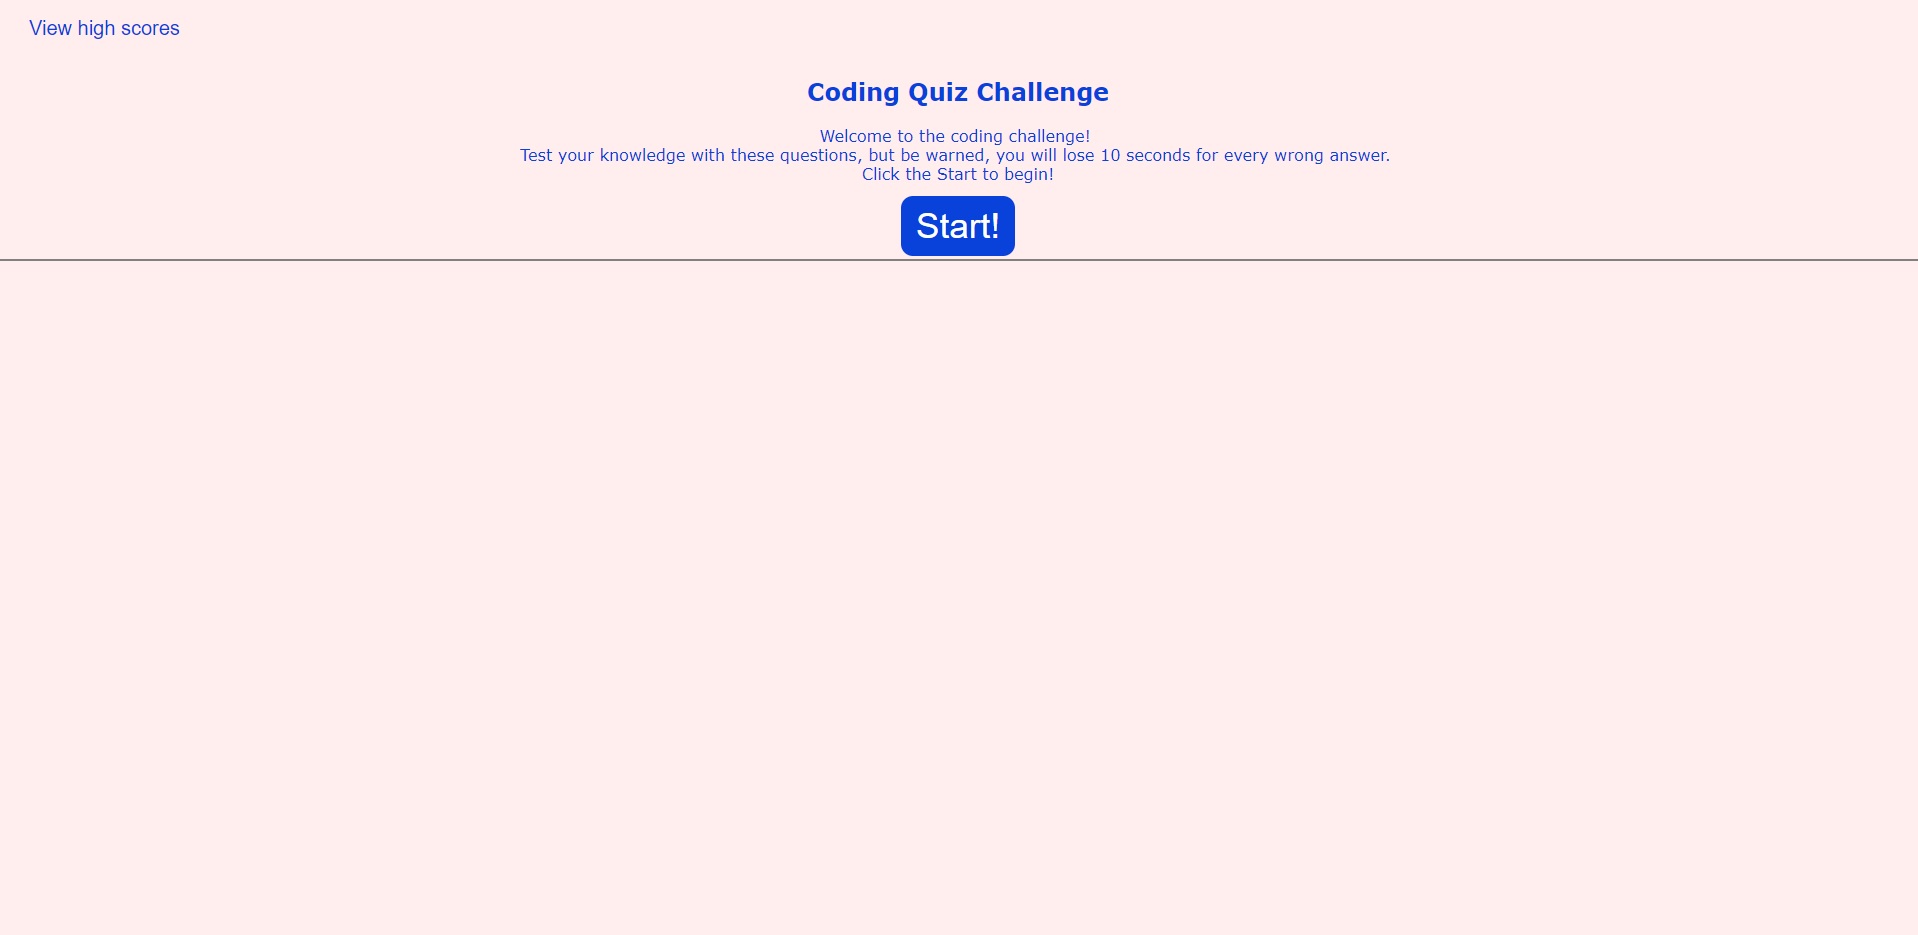 View high scores
Coding Quiz Challenge
Welcome to the coding challenge!
Test your knowledge with these questions, but be warned, you will lose 10 seconds for every wrong answer.
Click the Start to begin!
Start!